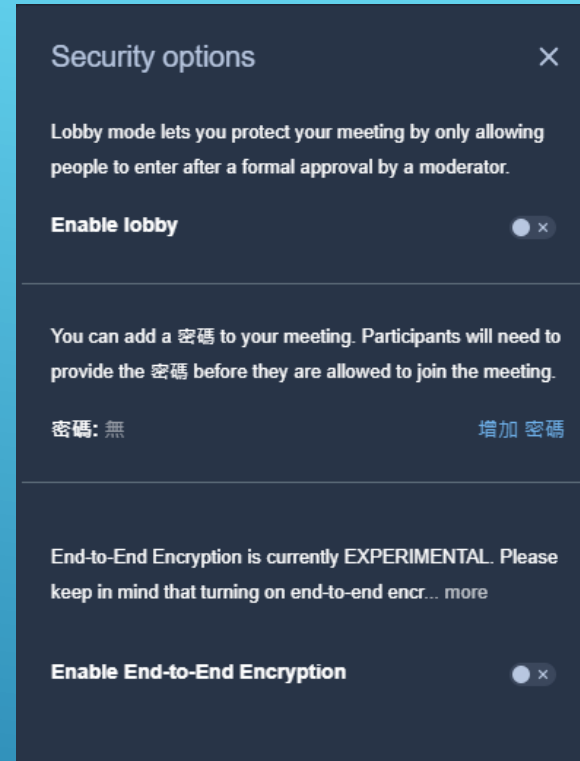 Security options
Lobby mode lets you protect your meeting by only allowing
people to enter after a formal approval by a moderator.
Enable lobby
You can add a 密碼 to your meeting. Participants will need to
provide the 密碼 before they are allowed to join the meeting.
密碼: 無 增加 密碼
End-to-End Encryption is currently EXPERIMENTAL. Please
keep in mind that turning on end-to-end encr... more
Enable End-to-End Encryption